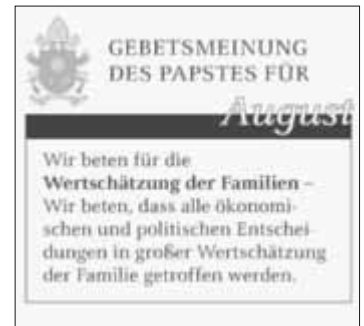 GEBETSMEINUNG
DES PAPSTES FÜR
August
Wir beten für die
Wertschätzung der Familien –
Wir beten, dass alle ökonomi-
schen und politischen Entschei-
dungen in großer Wertschätzung
der Familie getroffen werden.